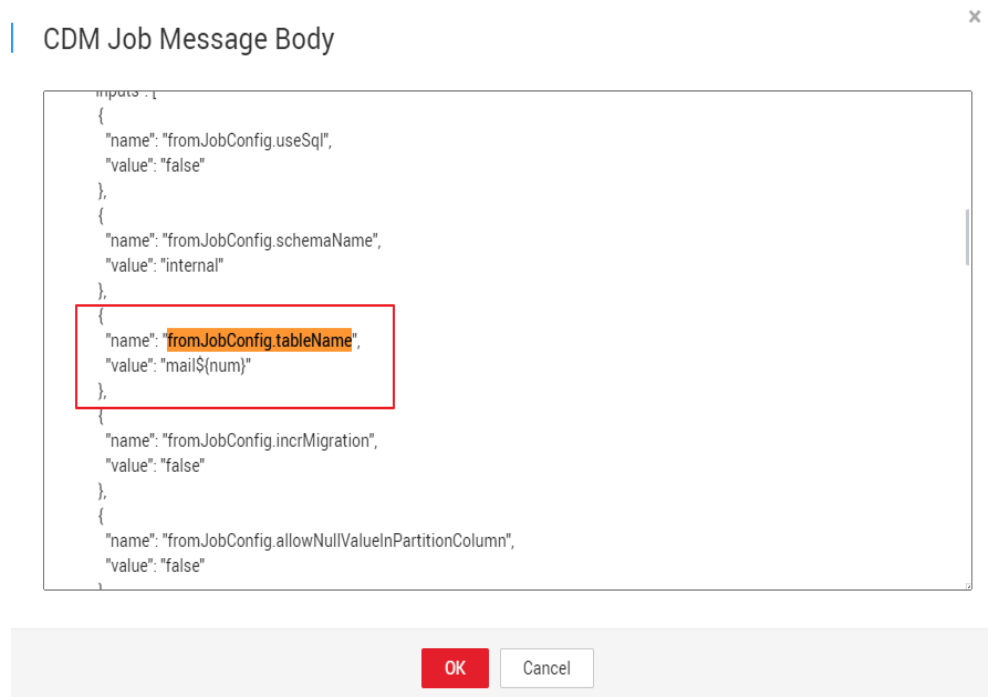 ×
CDM Job Message Body
"inputs": [
{
"name": "fromJobConfig.useSql",
"value": "false"
},
{
"name": "fromJobConfig.schemaName",
"value": "internal"
},
{
"name": "fromJobConfig.tableName",
"value": "mail${num}"
},
{
"name": "fromJobConfig.incrMigration",
"value": "false"
},
{
"name": "fromJobConfig.allowNullValueInPartitionColumn",
"value": "false"
}
OK
Cancel